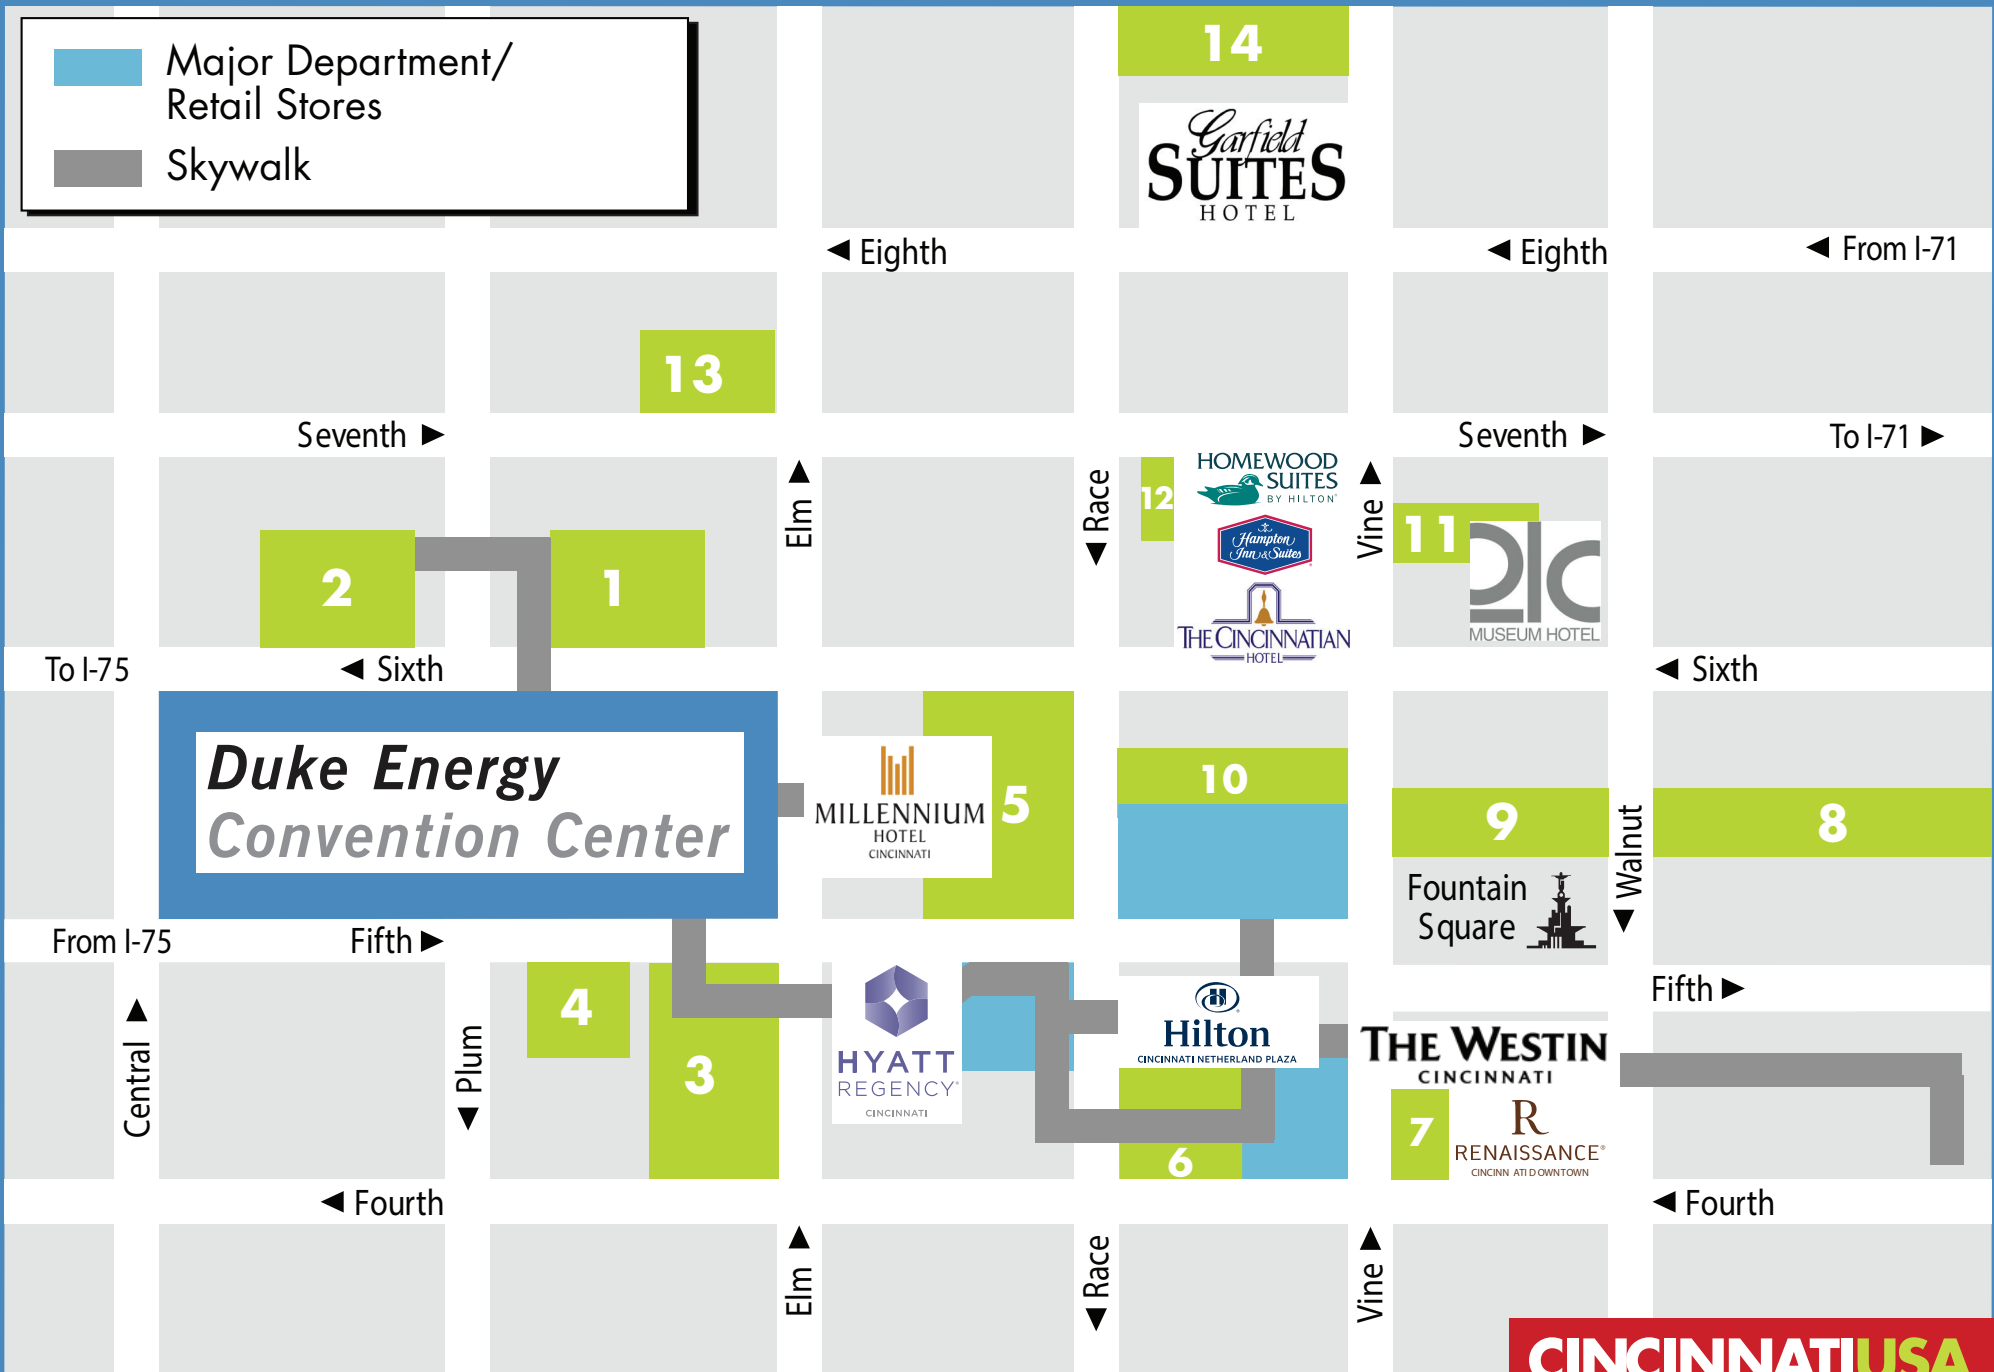 Major Department/
Retail Stores
Skywalk
14
Garfield
SUITES
HOTEL
◄ Eighth
◄ Eighth
◄ From I-71
13
Seventh ►
Seventh ►
To I-71 ►
Elm ►
◄ Race
Vine ►
12
HOMEWOOD
SUITES
BY HILTON
Hampton
Inn & Suites
THE CINCINNATIAN
HOTEL
11
21c
MUSEUM HOTEL
2
1
To I-75
◄ Sixth
◄ Sixth
Duke Energy
Convention Center
MILLENNIUM
HOTEL
CINCINNATI
5
10
9
8
◄ Walnut
Fountain
Square
From I-75
Fifth ►
Fifth ►
Central ►
◄ Plum
4
3
HYATT
REGENCY®
CINCINNATI
Hilton
CINCINNATI NETHERLAND PLAZA
6
THE WESTIN
CINCINNATI
7
R
RENAISSANCE®
CINCINN ATI DOWNTOWN
◄ Fourth
◄ Fourth
Elm ►
◄ Race
Vine ►
CINCINNATIUSA